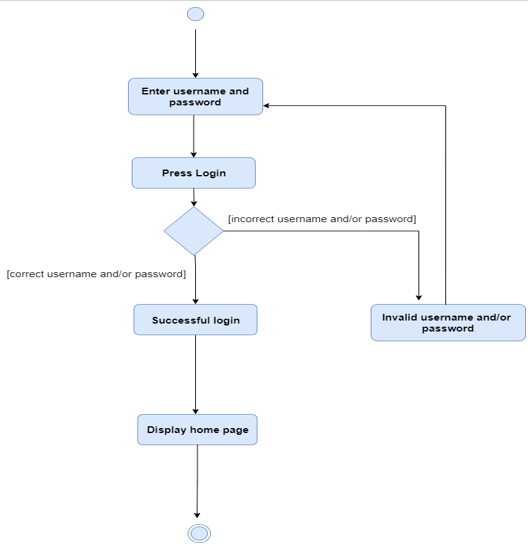 Enter username and
password
Press Login
[incorrect username and/or password]
[correct username and/or password]
Successful login
Invalid username and/or
password
Display home page